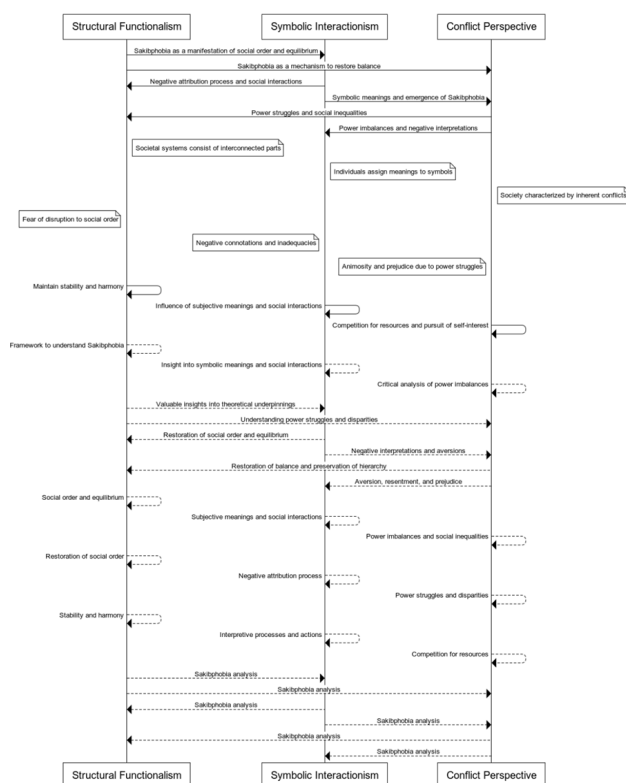 Structural Functionalism
Symbolic Interactionism
Conflict Perspective
Sakibphobia as a manifestation of social order and equilibrium
Sakibphobia as a mechanism to restore balance
Negative attribution process and social interactions
Symbolic meanings and emergence of Sakibphobia
Power struggles and social inequalities
Power imbalances and negative interpretations
Societal systems consist of interconnected parts
Individuals assign meanings to symbols
Society characterized by inherent conflicts
Fear of disruption to social order
Negative connotations and inadequacies
Animosity and prejudice due to power struggles
Maintain stability and harmony
Influence of subjective meanings and social interactions
Competition for resources and pursuit of self-interest
Framework to understand Sakibphobia
Insight into symbolic meanings and social interactions
Critical analysis of power imbalances
Valuable insights into theoretical underpinnings
Understanding power struggles and disparities
Restoration of social order and equilibrium
Negative interpretations and aversions
Restoration of balance and preservation of hierarchy
Aversion, resentment, and prejudice
Social order and equilibrium
Subjective meanings and social interactions
Power imbalances and social inequalities
Restoration of social order
Negative attribution process
Power struggles and disparities
Stability and harmony
Interpretive processes and actions
Competition for resources
Sakibphobia analysis
Sakibphobia analysis
Sakibphobia analysis
Sakibphobia analysis
Sakibphobia analysis
Sakibphobia analysis
Structural Functionalism
Symbolic Interactionism
Conflict Perspective